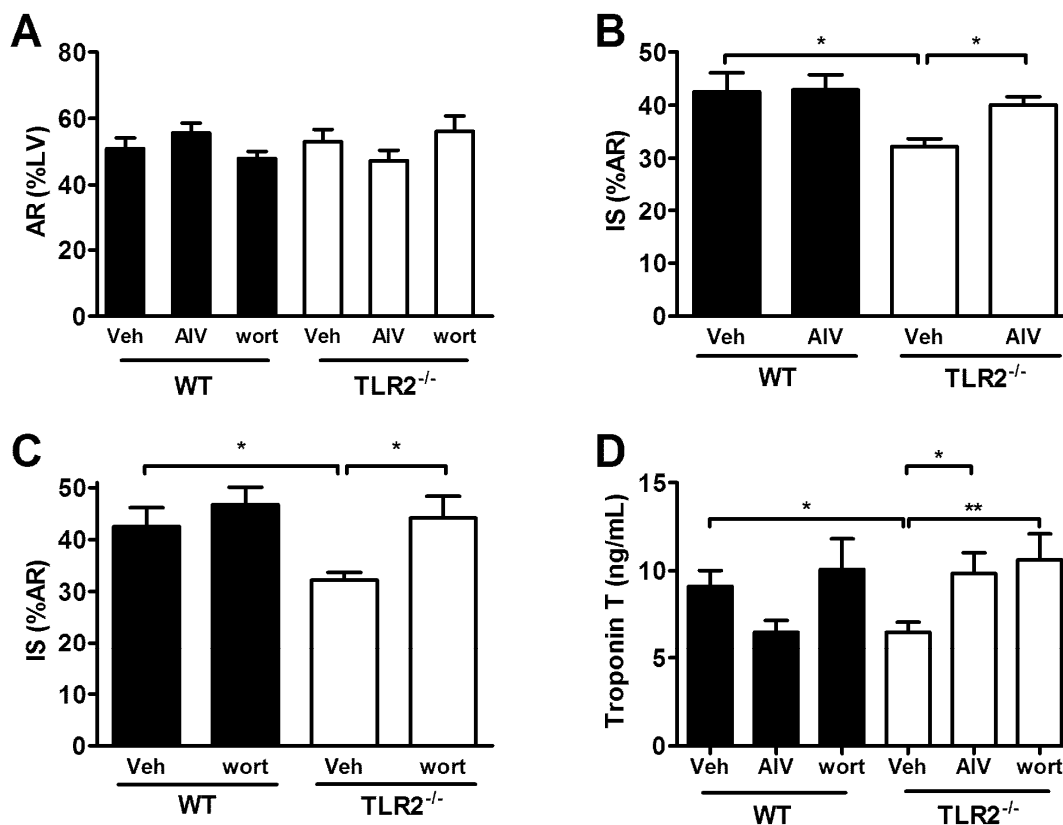 A
80
60
40
20
0
AR (%LV)
Veh AIV wort Veh AIV wort
WT TLR2-/-
B
* *
50
40
30
20
10
0
IS (%AR)
Veh AIV Veh AIV
WT TLR2-/-
C
* *
50
40
30
20
10
0
IS (%AR)
Veh wort Veh wort
WT TLR2-/-
D
*
* **
15
10
5
0
Troponin T (ng/mL)
Veh AIV wort Veh AIV wort
WT TLR2-/-